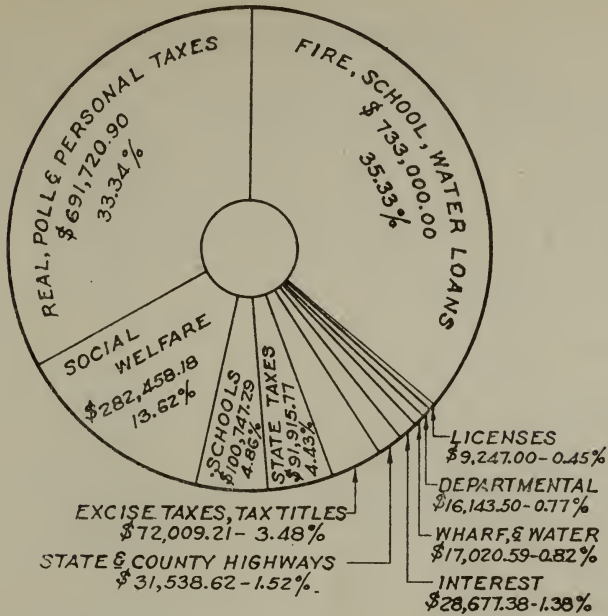 REAL, POLL & PERSONAL TAXES
$691,720.90
33.34%
FIRE, SCHOOL, WATER LOANS
$733,000.00
35.33%
SOCIAL
WELFARE
$282,458.18
13.62%
SCHOOLS
$100,747.29
4.86%
STATE TAXES
$91,915.77
4.43%
LICENSES
$9,247.00-0.45%
DEPARTMENTAL
$16,143.50-0.77%
WHARF, & WATER
$17,020.59-0.82%
INTEREST
$28,677.38-1.38%
EXCISE TAXES, TAX TITLES
$72,009.21-3.48%
STATE & COUNTY HIGHWAYS
$31,538.62-1.52%